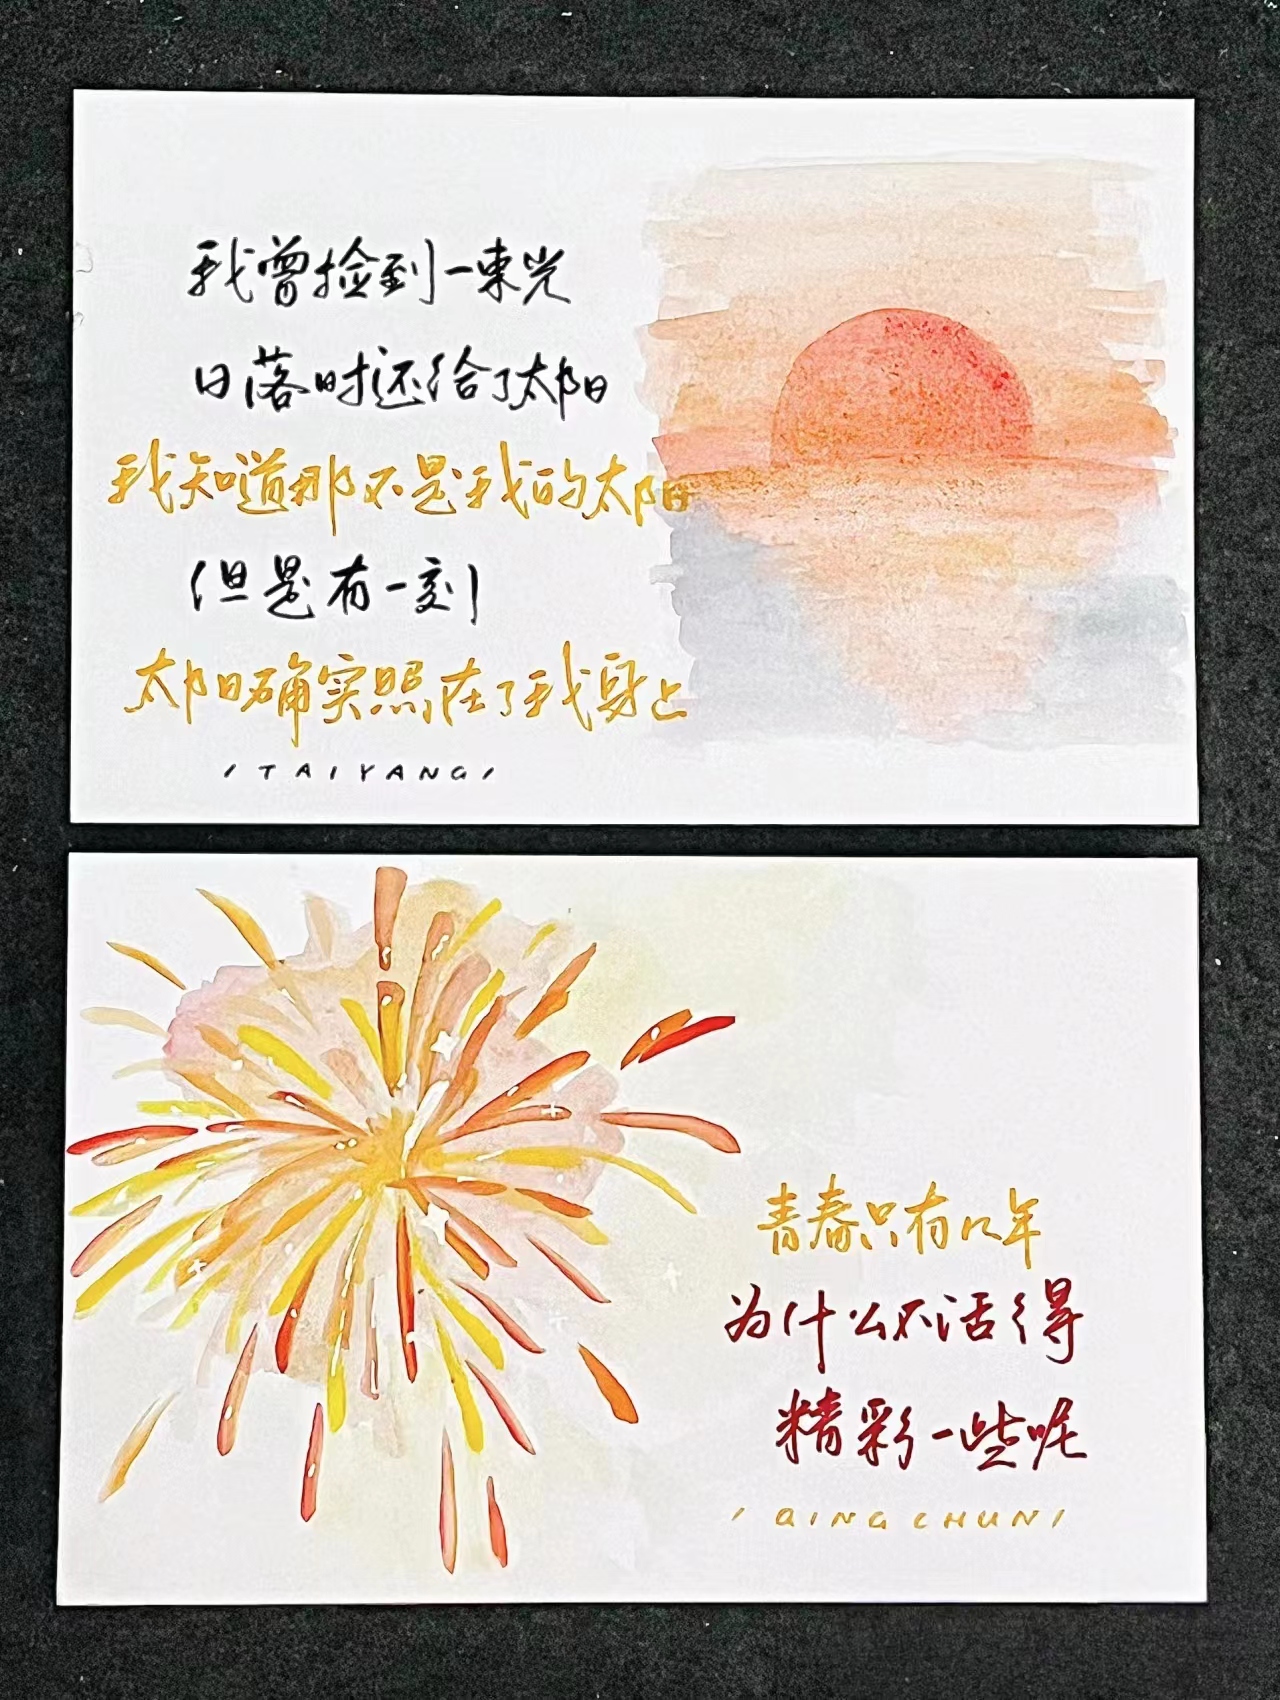 我曾捡到一束光
日落时还给了太阳
我知道那不是我的太阳
但是有一刻
太阳确实照在了我身上
/TAIYANG/
青春只有几年
为什么不活得
精彩一些呢
/QINGCHUN/